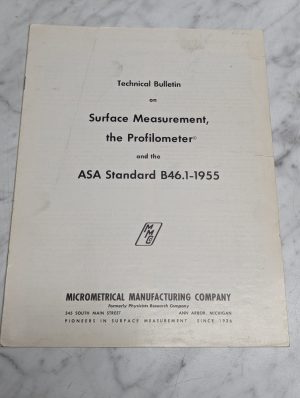 Technical Bulletin
on
Surface Measurement,
the Profilometer®
and the
ASA Standard B46.1-1955
MMC
MICROMETRICAL MANUFACTURING COMPANY
Formerly Physicists Research Company
345 SOUTH MAIN STREET ANN ARBOR, MICHIGAN
PIONEERS IN SURFACE MEASUREMENT SINCE 1936